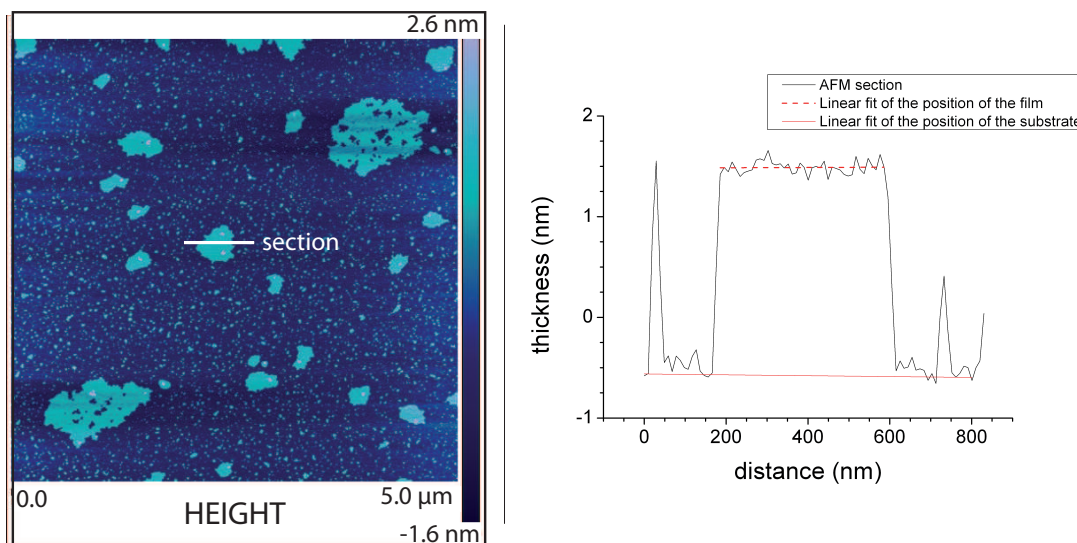 2.6 nm
section
0.0
5.0 µm
HEIGHT
-1.6 nm
AFM section
Linear fit of the position of the film
Linear fit of the position of the substrate
2
1
0
-1
thickness (nm)
0 200 400 600 800
distance (nm)